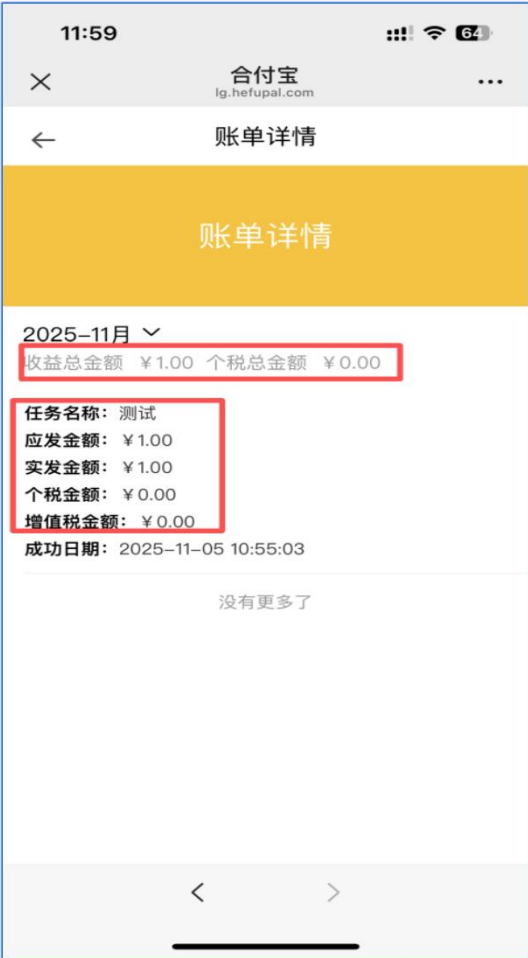 11:59
64
合付宝
lg.hefupal.com
账单详情
账单详情
2025-11月
收益总金额 ¥1.00 个税总金额 ¥0.00
任务名称：测试
应发金额：¥1.00
实发金额：¥1.00
个税金额：¥0.00
增值税金额：¥0.00
成功日期：2025-11-05 10:55:03
没有更多了